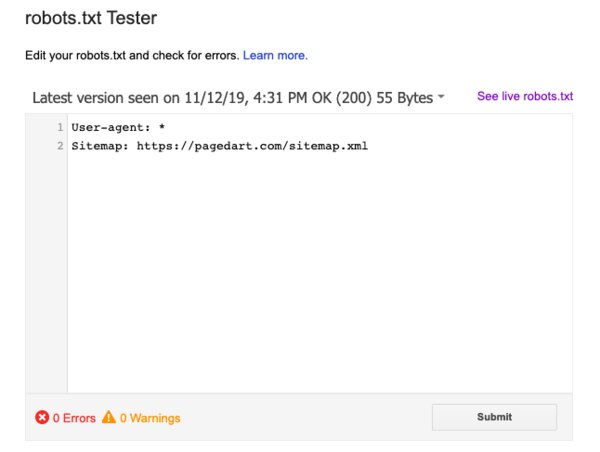 robots.txt Tester
Edit your robots.txt and check for errors. Learn more.
Latest version seen on 11/12/19, 4:31 PM OK (200) 55 Bytes See live robots.txt
1 User-agent: *
2 Sitemap: https://pagedart.com/sitemap.xml
0 Errors 0 Warnings Submit